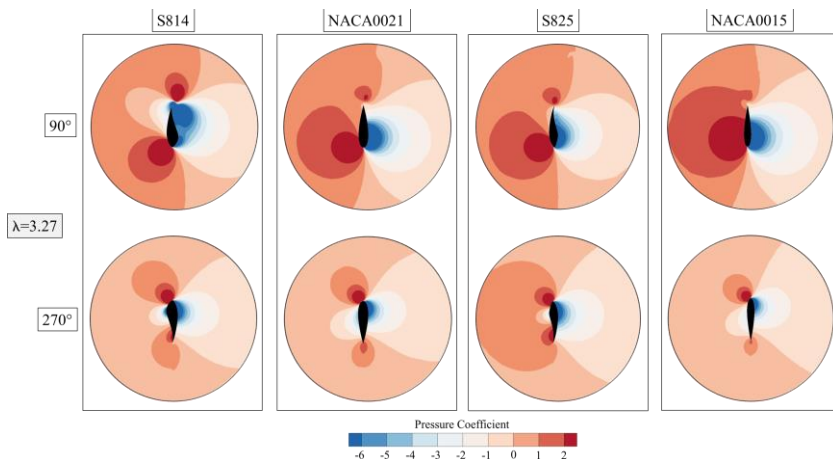 S814 NACA0021 S825 NACA0015
90°
λ=3.27
270°
Pressure Coefficient
-6 -5 -4 -3 -2 -1 0 1 2